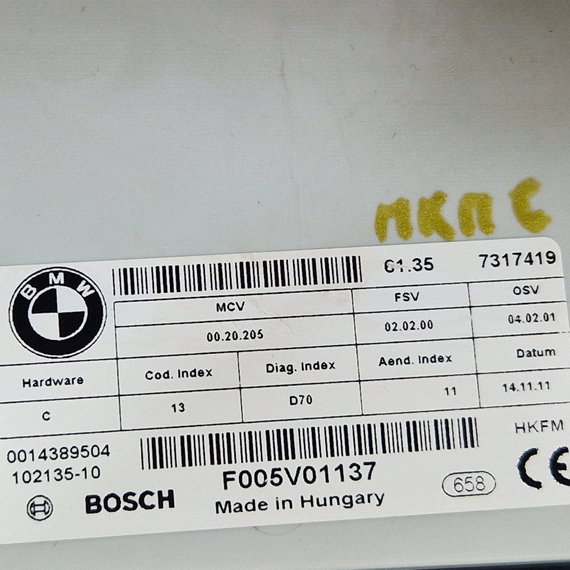 мкпс
BMW
61.35 7317419
MCV FSV OSV
00.20.205 02.02.00 04.02.01
Hardware Cod. Index Diag. Index Aend. Index Datum
C 13 D70 11 14.11.11
0014389504
102135-10
HKFM
F005V01137
BOSCH Made in Hungary 658 CE